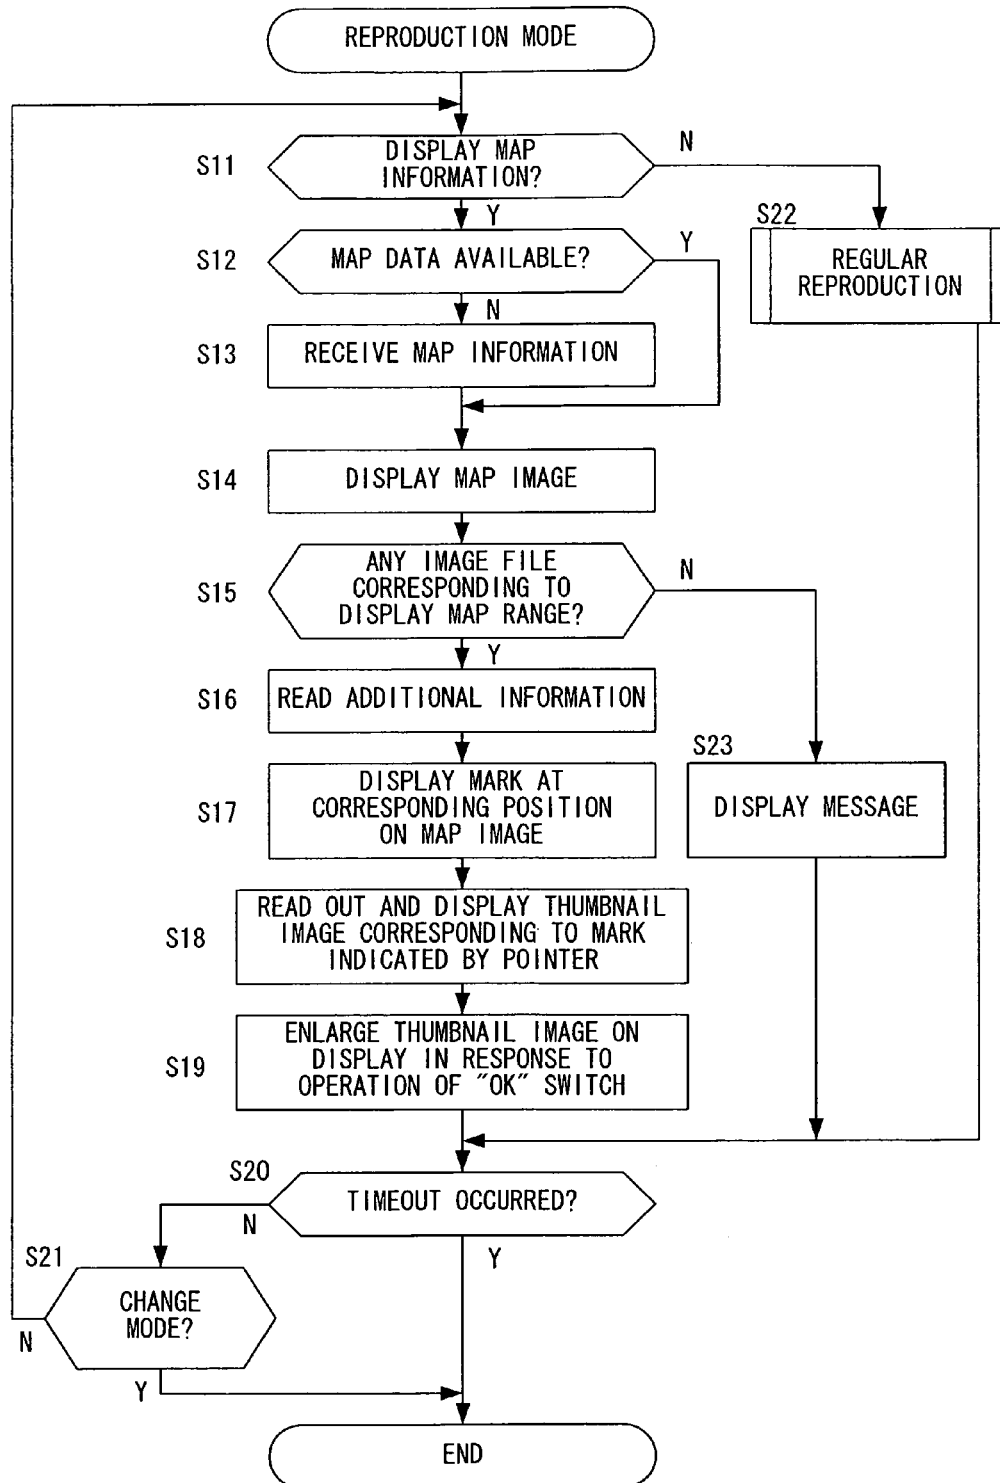 REPRODUCTION MODE
S11
DISPLAY MAP
INFORMATION?
N
Y
S22
REGULAR
REPRODUCTION
S12
MAP DATA AVAILABLE?
Y
N
S13
RECEIVE MAP INFORMATION
S14
DISPLAY MAP IMAGE
S15
ANY IMAGE FILE
CORRESPONDING TO
DISPLAY MAP RANGE?
N
Y
S16
READ ADDITIONAL INFORMATION
S17
DISPLAY MARK AT
CORRESPONDING POSITION
ON MAP IMAGE
S23
DISPLAY MESSAGE
S18
READ OUT AND DISPLAY THUMBNAIL
IMAGE CORRESPONDING TO MARK
INDICATED BY POINTER
S19
ENLARGE THUMBNAIL IMAGE ON
DISPLAY IN RESPONSE TO
OPERATION OF "OK" SWITCH
S20
TIMEOUT OCCURRED?
N
Y
S21
CHANGE
MODE?
N
Y
END